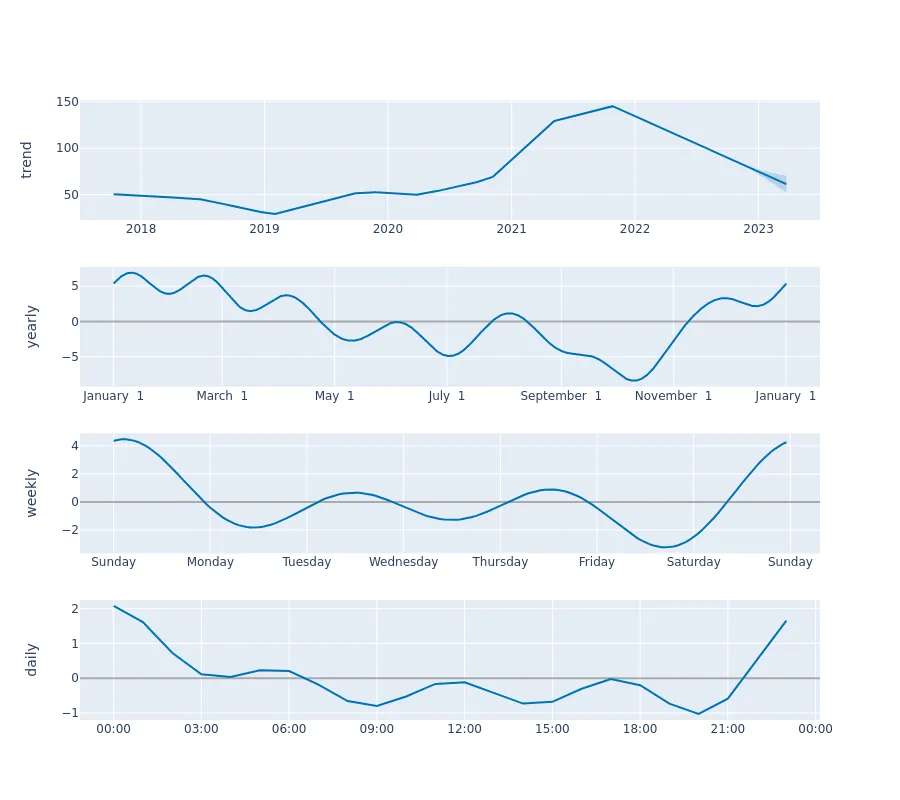 trend
150
100
50
2018 2019 2020 2021 2022 2023
yearly
5
0
−5
January 1 March 1 May 1 July 1 September 1 November 1 January 1
weekly
4
2
0
−2
Sunday Monday Tuesday Wednesday Thursday Friday Saturday Sunday
daily
2
1
0
−1
00:00 03:00 06:00 09:00 12:00 15:00 18:00 21:00 00:00